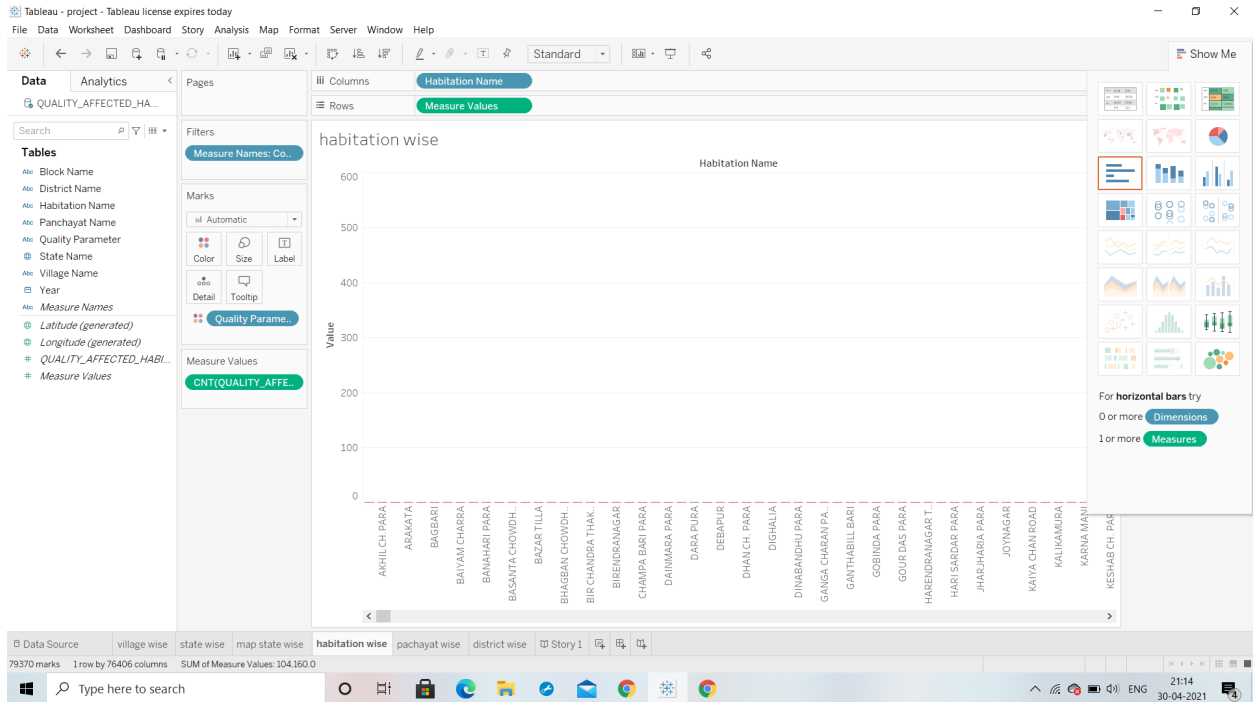 Tableau - project - Tableau license expires today
File Data Worksheet Dashboard Story Analysis Map Format Server Window Help
Standard
Show Me
Data
Analytics
QUALITY_AFFECTED_HA...
Search
Tables
Abc Block Name
Abc District Name
Abc Habitation Name
Abc Panchayat Name
Abc Quality Parameter
State Name
Abc Village Name
Year
Abc Measure Names
Latitude (generated)
Longitude (generated)
# QUALITY_AFFECTED_HABI...
# Measure Values
Pages
Filters
Measure Names: Co..
Marks
Automatic
Color
Size
T
Label
Detail
Tooltip
Quality Parame..
Measure Values
CNT(QUALITY_AFFE..
Columns
Habitation Name
Rows
Measure Values
habitation wise
Habitation Name
600
500
400
300
200
100
0
Value
AKHIL CH PARA
ARAKATA
BAGBARI
BAIYAM CHARRA
BANAHARI PARA
BASANTA CHOWDH..
BAZAR TILLA
BHAGBAN CHOWDH..
BIR CHANDRA THAK..
BIRENDRANAGAR
CHAMPA BARI PARA
DAINMARA PARA
DARA PURA
DEBAPUR
DHAN CH. PARA
DIGHALIA
DINABANDHU PARA
GANGA CHARAN PA..
GANTHABILL BARI
GOBINDA PARA
GOUR DAS PARA
HARENDRANAGAR T..
HARI SARDAR PARA
JHARJHARIA PARA
JOYNAGAR
KAIYA CHAN ROAD
KALIKAMURA
KARNA MANI
KESHAB CH. PAR
For horizontal bars try
0 or more Dimensions
1 or more Measures
Data Source
village wise
state wise
map state wise
habitation wise
pachayat wise
district wise
Story 1
79370 marks 1 row by 76406 columns SUM of Measure Values: 104,160.0
Type here to search
ENG
21:14
30-04-2021
4